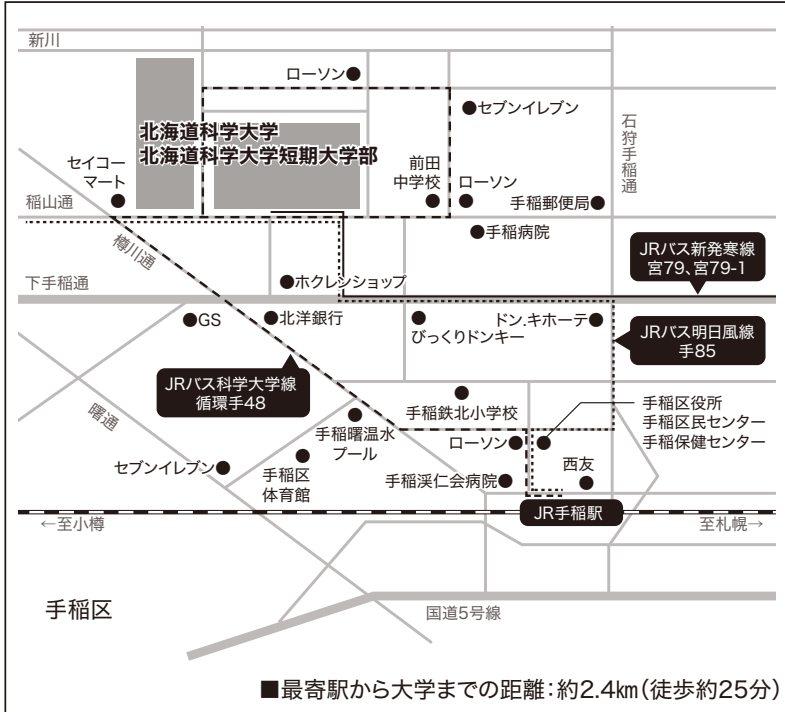 新川
ローソン
セブンイレブン
石狩手稲通
北海道科学大学
北海道科学大学短期大学部
セイコー
マート
前田
中学校
ローソン
手稲郵便局
稲山通
手稲病院
樽川通
JRバス新発寒線
宮79、宮79-1
下手稲通
ホクレンショップ
GS
北洋銀行
びっくりドンキー
ドン.キホーテ
JRバス明日風線
手85
JRバス科学大学線
循環手48
曙通
手稲鉄北小学校
手稲区役所
手稲区民センター
手稲保健センター
手稲曙温水
プール
ローソン
セブンイレブン
手稲区
体育館
手稲渓仁会病院
西友
JR手稲駅
←至小樽
至札幌→
手稲区
国道5号線
■最寄駅から大学までの距離：約2.4km（徒歩約25分）